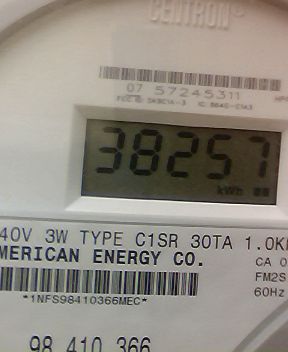 CENTRON®
07 57245311
38257
kWh
40V 3W TYPE C1SR 30TA 1.0K
MERICAN ENERGY CO.
CA 0
FM2S
60Hz
*1NFS98410366MEC*
98 410 366